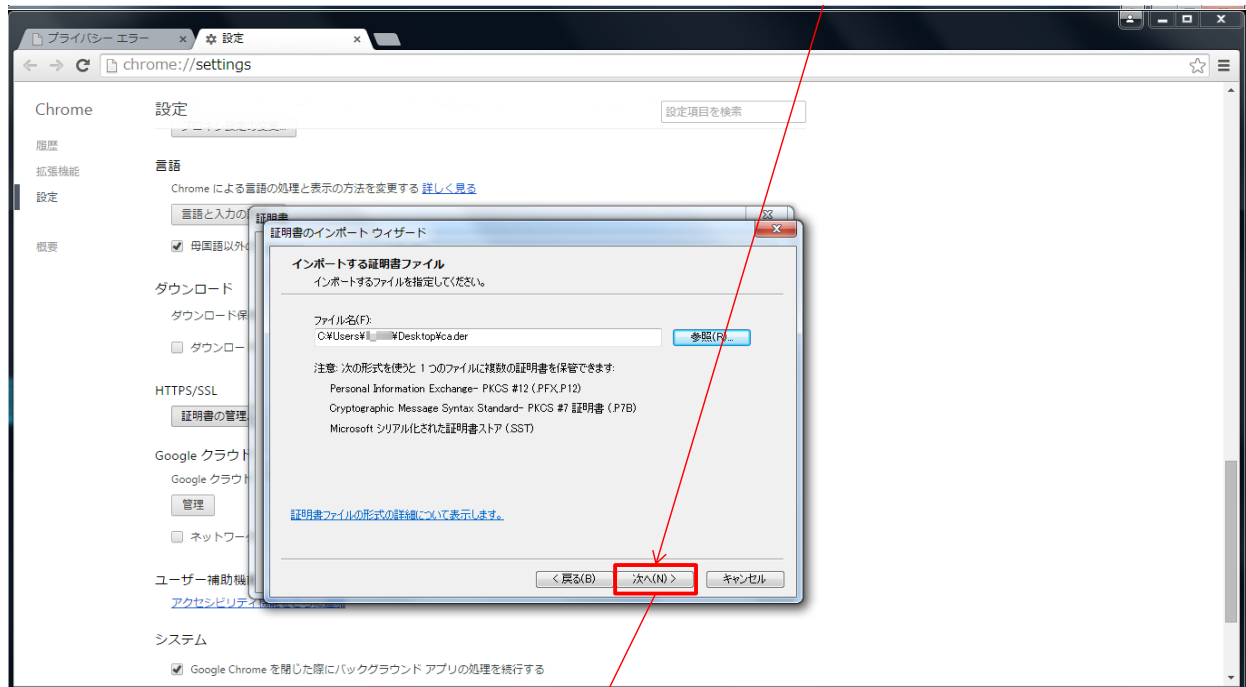 プライバシー エラー
設定
chrome://settings
Chrome
設定
設定項目を検索
履歴
拡張機能
設定
概要
言語
Chrome による言語の処理と表示の方法を変更する 詳しく見る
言語と入力の
証明書
母国語以外の
証明書のインポート ウィザード
インポートする証明書ファイル
インポートするファイルを指定してください。
ファイル名(F):
C:¥Users¥ ¥Desktop¥ca.der
参照(R)...
注意: 次の形式を使うと 1 つのファイルに複数の証明書を保管できます:
Personal Information Exchange- PKCS #12 (.PFX,.P12)
Cryptographic Message Syntax Standard- PKCS #7 証明書 (.P7B)
Microsoft シリアル化された証明書ストア (.SST)
証明書ファイルの形式の詳細について表示します。
< 戻る(B)
次へ(N) >
キャンセル
ダウンロード
ダウンロード保
ダウンロー
HTTPS/SSL
証明書の管理
Google クラウド
Google クラウド
管理
ネットワー
ユーザー補助機
アクセシビリティ
システム
Google Chrome を閉じた際にバックグラウンド アプリの処理を続行する